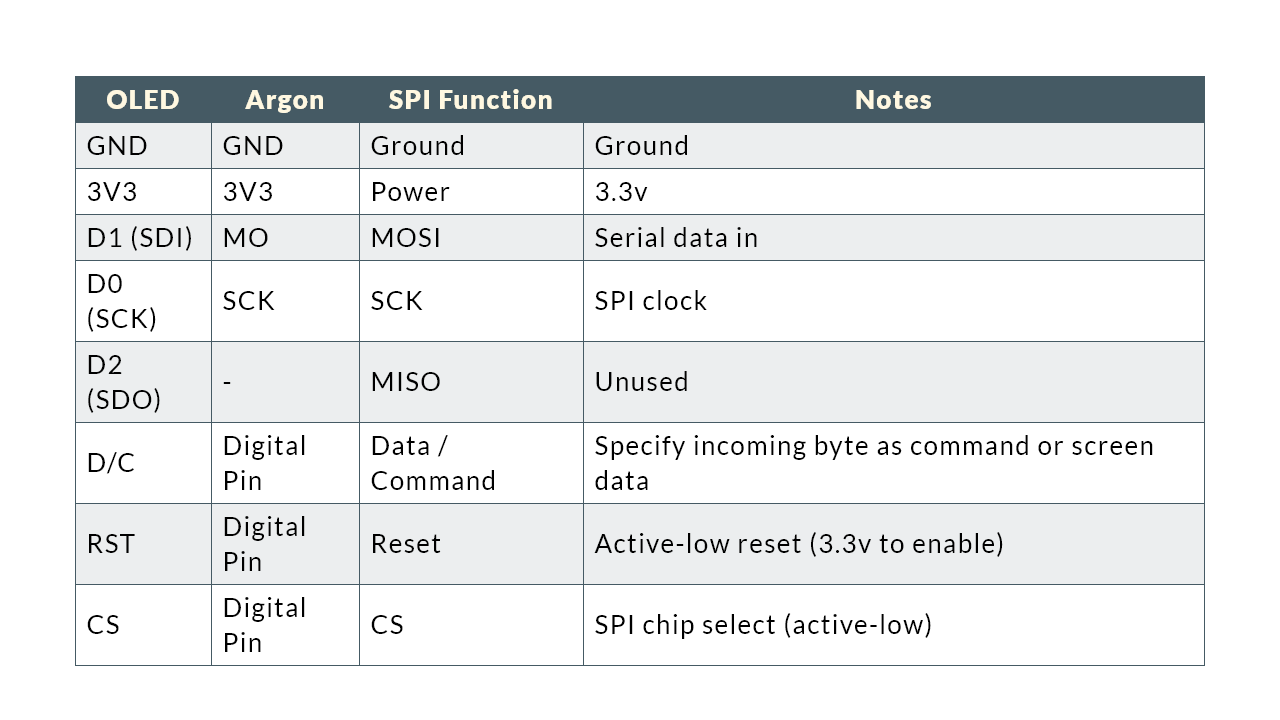 OLED Argon SPI Function Notes
GND GND Ground Ground
3V3 3V3 Power 3.3v
D1 (SDI) MO MOSI Serial data in
D0
(SCK)
SCK SCK SPI clock
D2
(SDO)
- MISO Unused
D/C
Digital
Pin
Data /
Command
Specify incoming byte as command or screen
data
RST
Digital
Pin
Reset Active-low reset (3.3v to enable)
CS
Digital
Pin
CS SPI chip select (active-low)